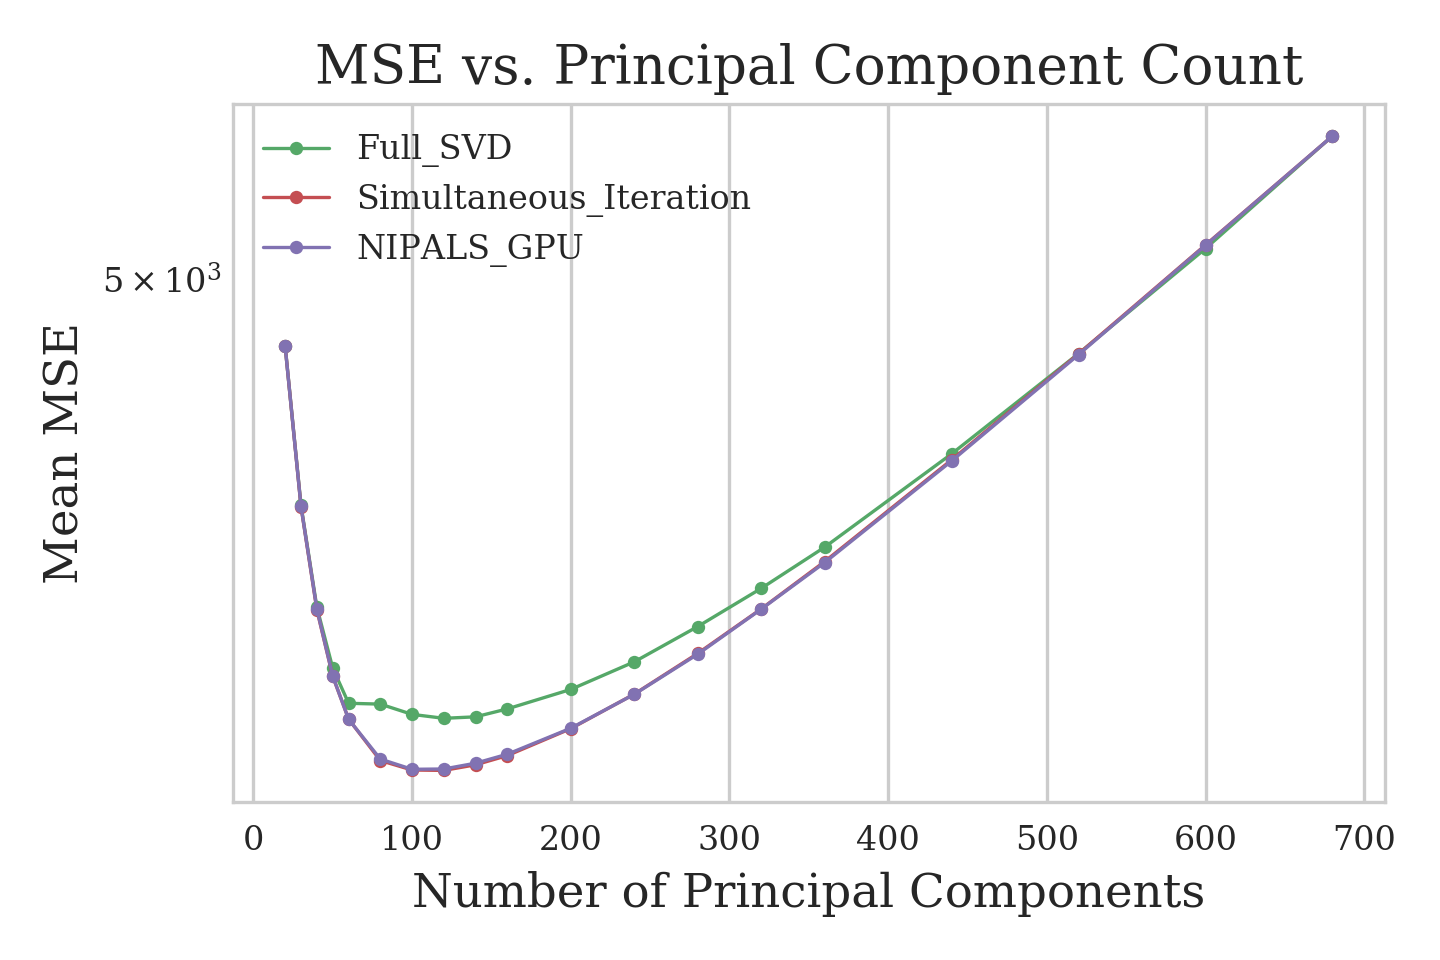 MSE vs. Principal Component Count
Full_SVD
Simultaneous_Iteration
NIPALS_GPU
5 × 10³
Mean MSE
0 100 200 300 400 500 600 700
Number of Principal Components